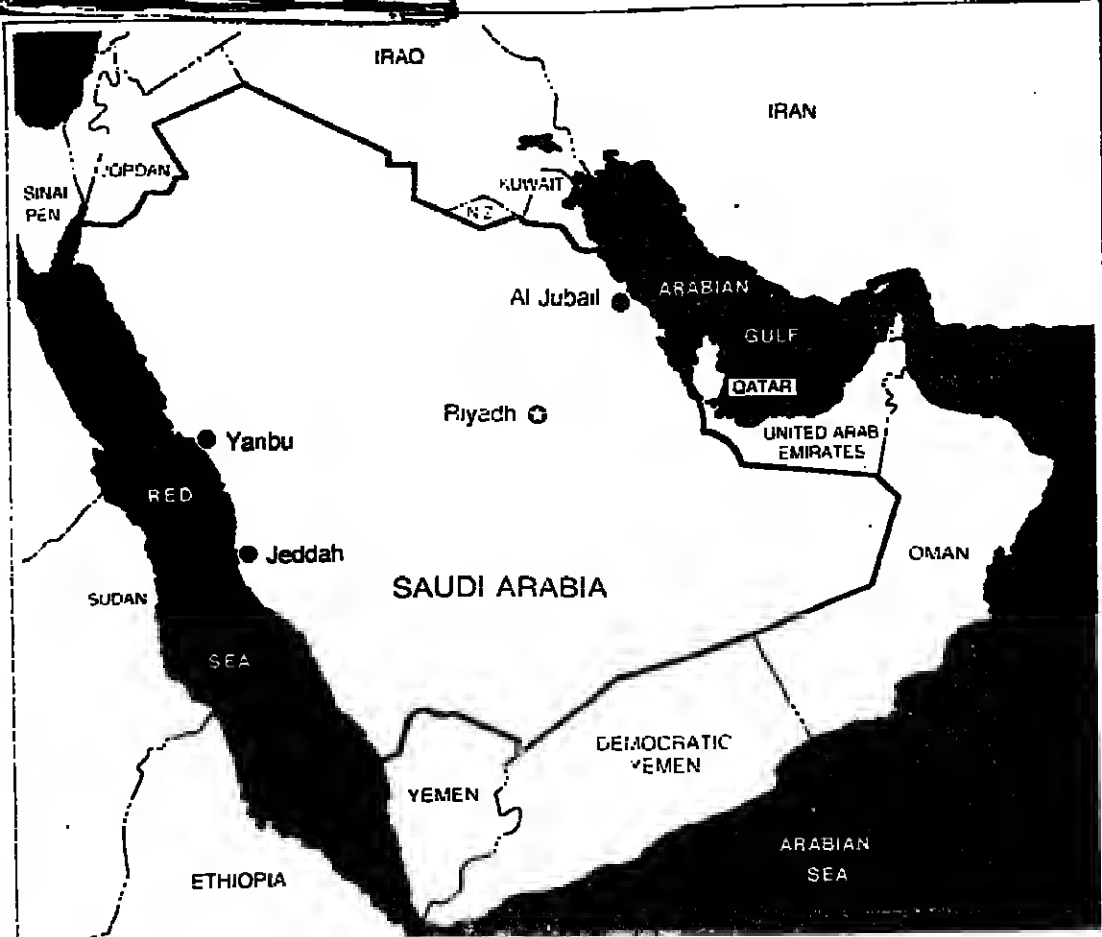 IRAQ
IRAN
JORDAN
SINAI
PEN
KUWAIT
N Z
Al Jubail
ARABIAN
GULF
QATAR
Riyadh
UNITED ARAB
EMIRATES
Yanbu
RED
Jeddah
OMAN
SAUDI ARABIA
SUDAN
SEA
DEMOCRATIC
YEMEN
YEMEN
ARABIAN
SEA
ETHIOPIA